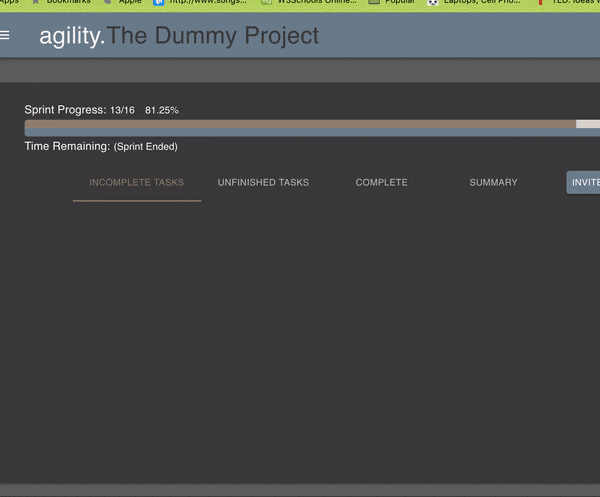 Apps Bookmarks Apple http://www.songs... W3Schools Online... Popular Laptops, Cell Pho... TED: Ideas w
agility.The Dummy Project
Sprint Progress: 13/16 81.25%
Time Remaining: (Sprint Ended)
INCOMPLETE TASKS UNFINISHED TASKS COMPLETE SUMMARY INVITE